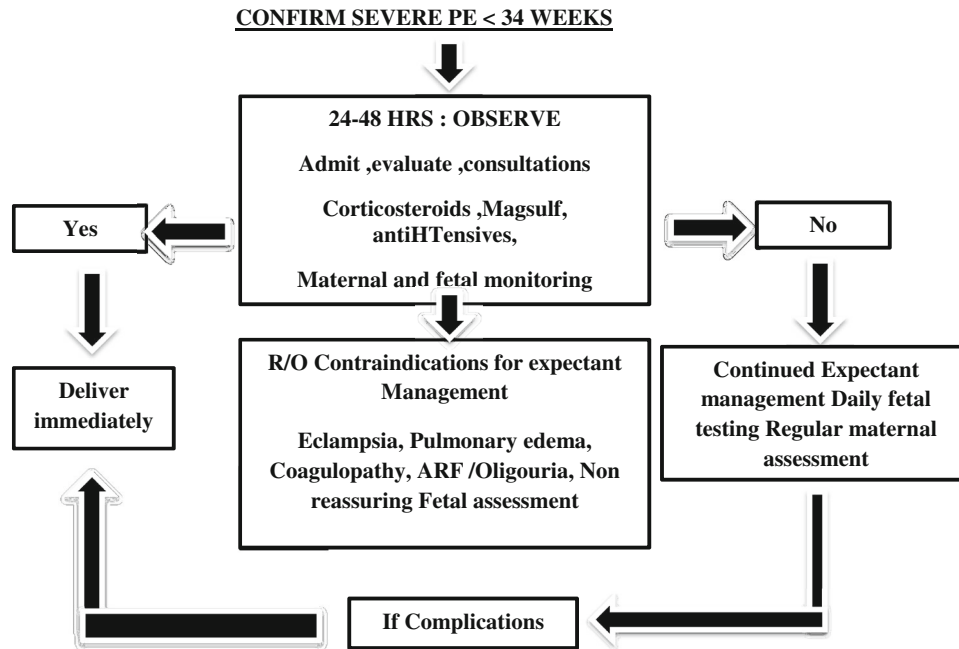 CONFIRM SEVERE PE < 34 WEEKS
24-48 HRS : OBSERVE
Admit ,evaluate ,consultations
Corticosteroids ,Magsulf,
antiHTensives,
Maternal and fetal monitoring
Yes
No
R/O Contraindications for expectant
Management
Eclampsia, Pulmonary edema,
Coagulopathy, ARF /Oligouria, Non
reassuring Fetal assessment
Deliver
immediately
Continued Expectant
management Daily fetal
testing Regular maternal
assessment
If Complications